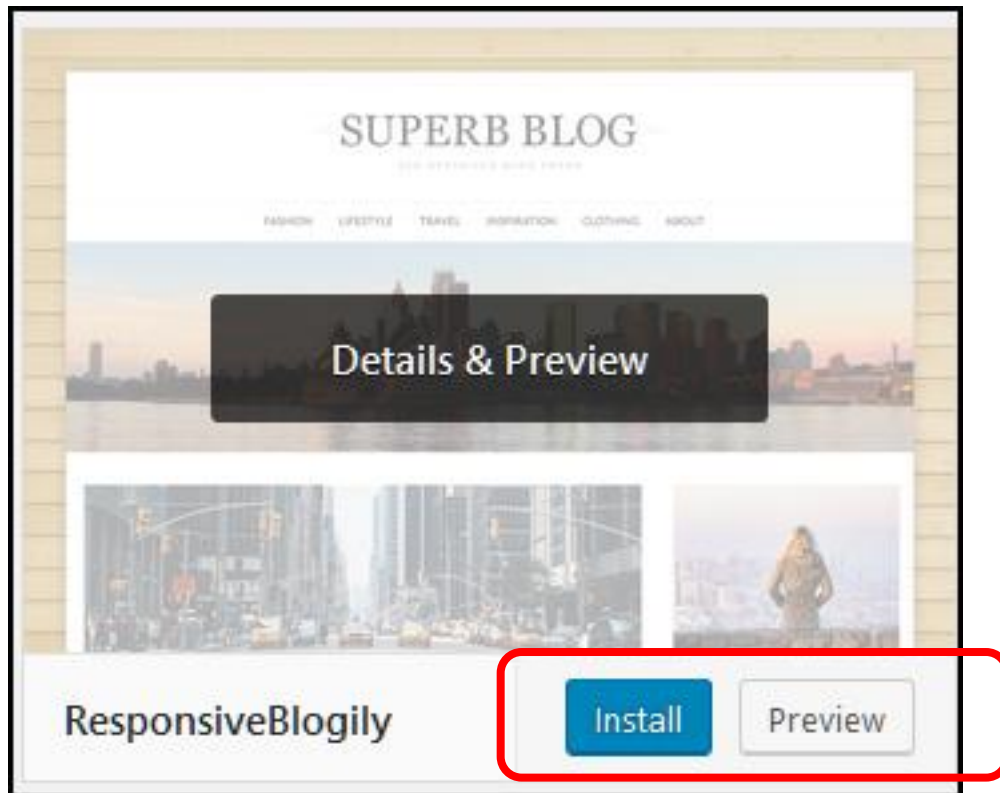 SUPERB BLOG
FASHION LIFESTYLE TRAVEL INSPIRATION CLOTHING ABOUT
Details & Preview
ResponsiveBlogily Install Preview